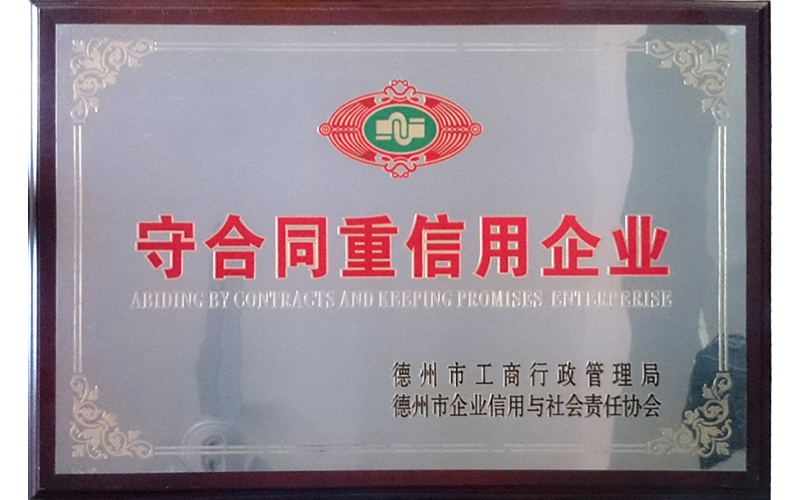 守合同重信用企业
ABIDING BY CONTRACTS AND KEEPING PROMISES ENTERPERISE
德州市工商行政管理局
德州市企业信用与社会责任协会